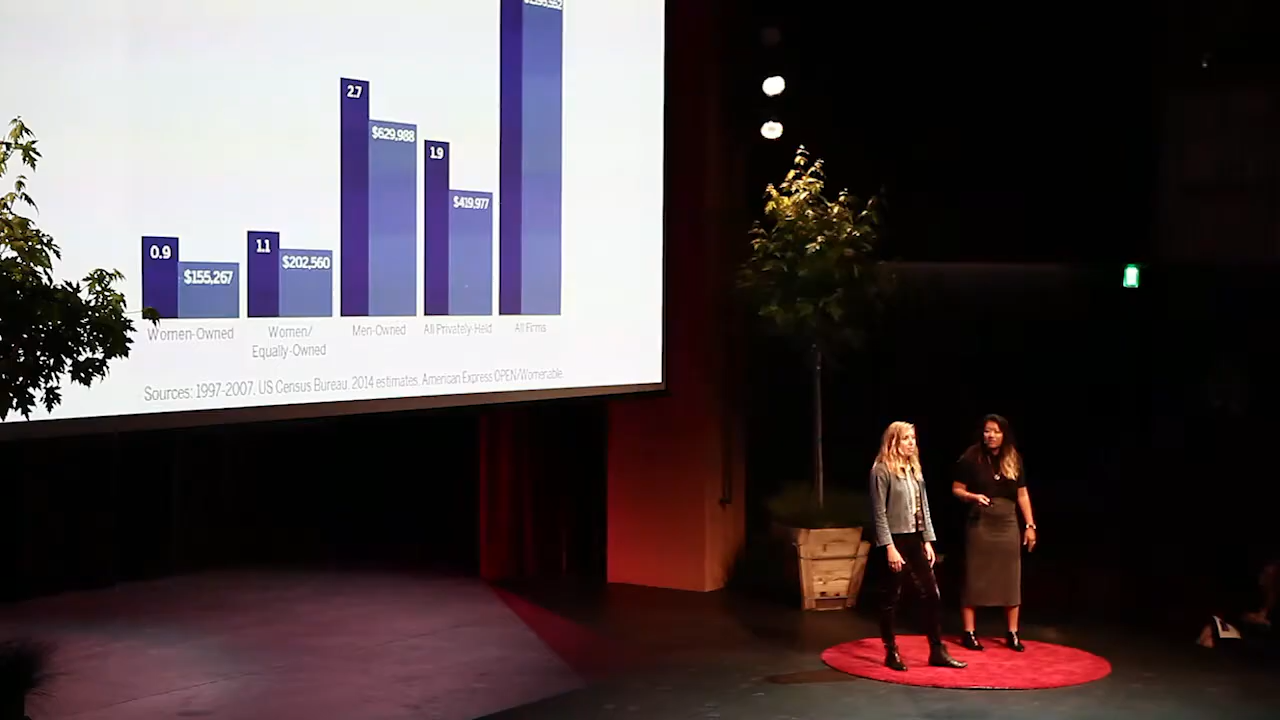 2.7
$629,988
1.9
$419,977
0.9
$155,267
1.1
$202,560
Women-Owned
Women/
Equally-Owned
Men-Owned
All Privately-Held
All Firms
Sources: 1997-2007, US Census Bureau. 2014 estimates, American Express OPEN/Womenable